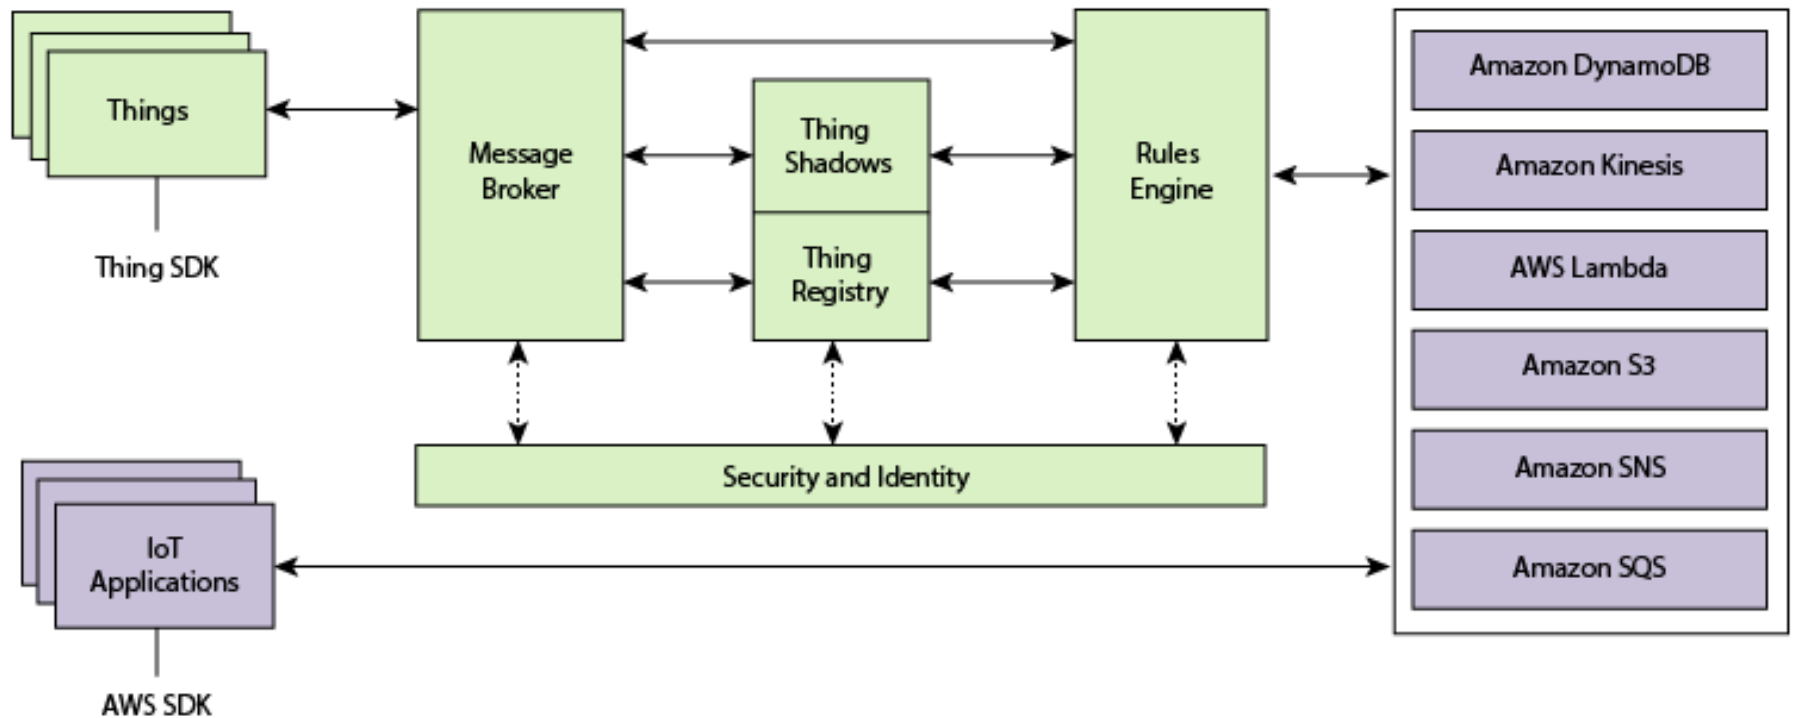 Things
Thing SDK
Message
Broker
Thing
Shadows
Thing
Registry
Rules
Engine
Security and Identity
IoT
Applications
AWS SDK
Amazon DynamoDB
Amazon Kinesis
AWS Lambda
Amazon S3
Amazon SNS
Amazon SQS